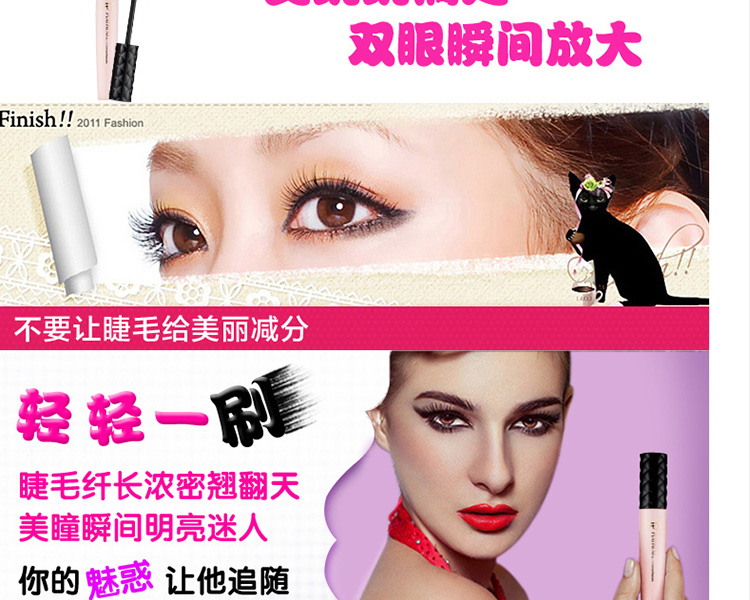 双眼瞬间放大
Finish!! 2011 Fashion
不要让睫毛给美丽减分
轻轻一刷
睫毛纤长浓密翘翻天
美瞳瞬间明亮迷人
你的魅惑 让他追随